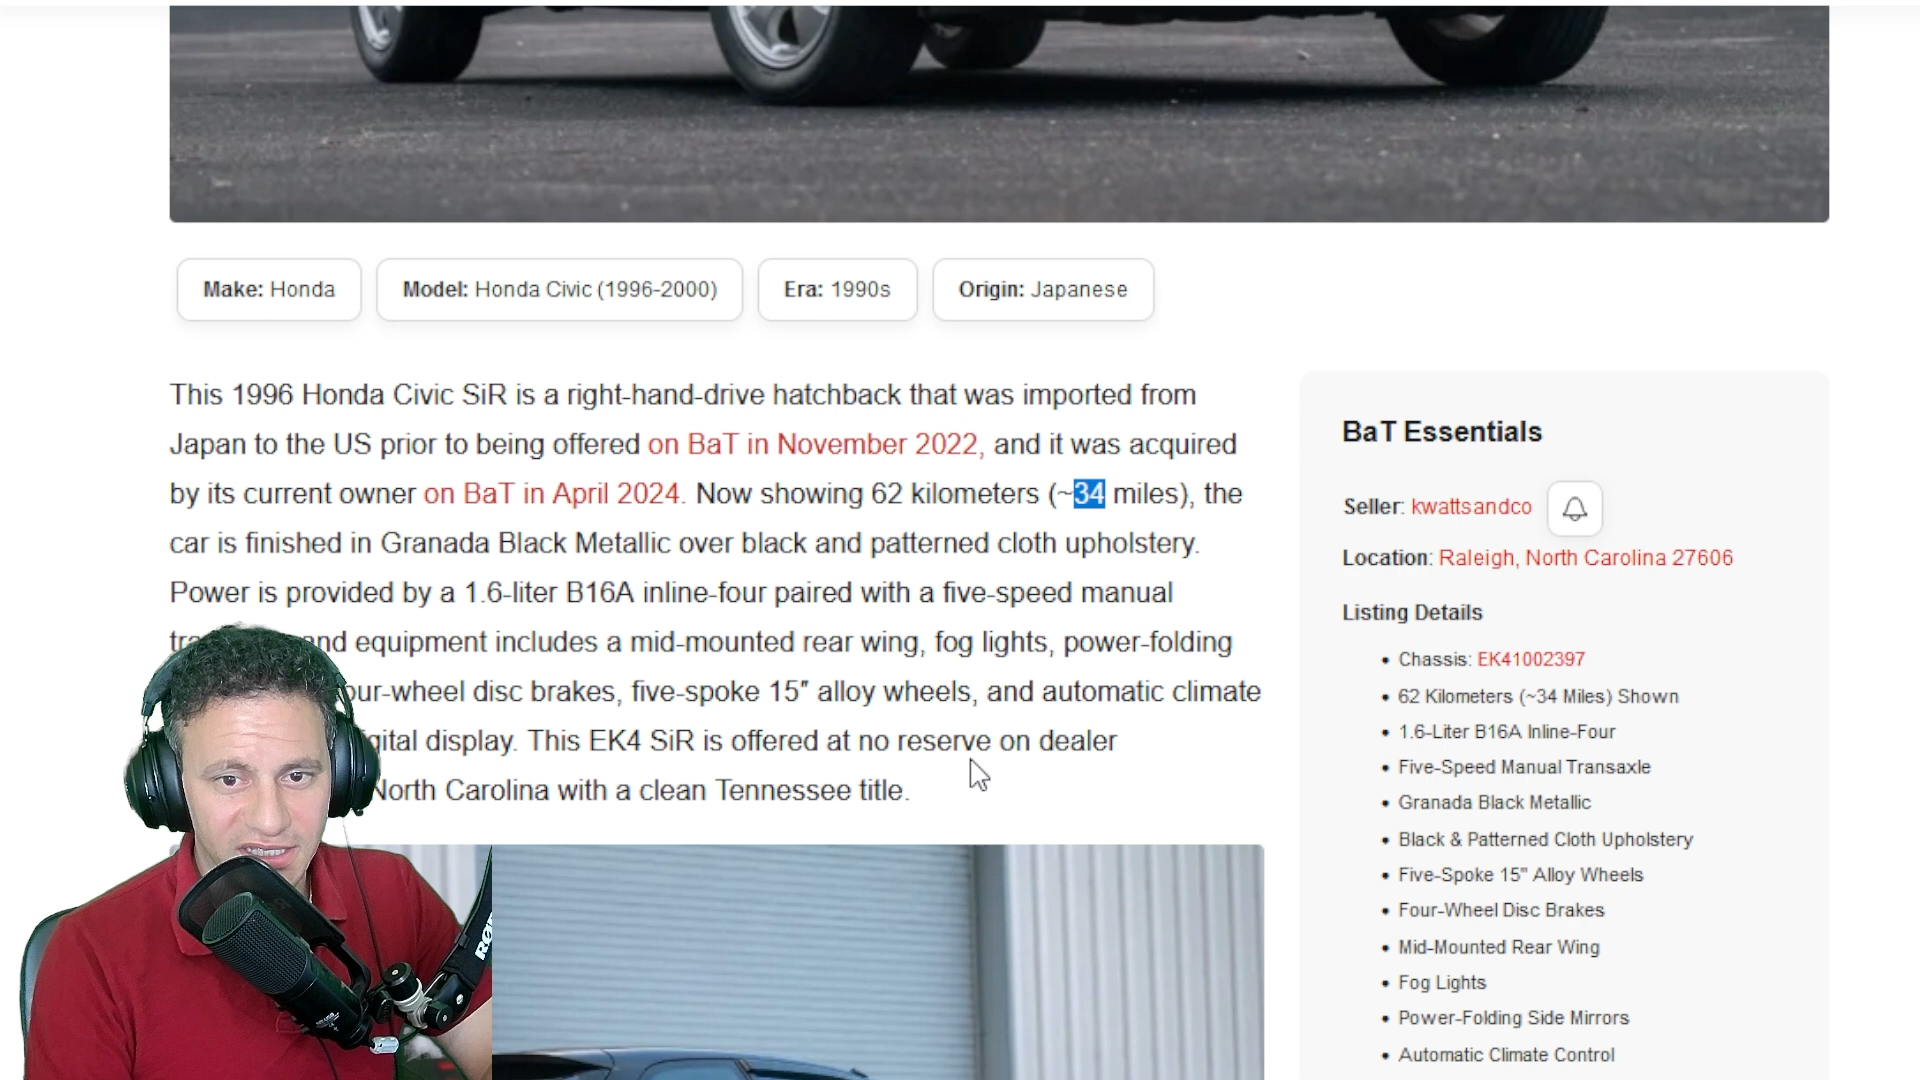 Make: Honda
Model: Honda Civic (1996-2000)
Era: 1990s
Origin: Japanese
This 1996 Honda Civic SiR is a right-hand-drive hatchback that was imported from
Japan to the US prior to being offered on BaT in November 2022, and it was acquired
by its current owner on BaT in April 2024. Now showing 62 kilometers (~34 miles), the
car is finished in Granada Black Metallic over black and patterned cloth upholstery.
Power is provided by a 1.6-liter B16A inline-four paired with a five-speed manual
equipment includes a mid-mounted rear wing, fog lights, power-folding
four-wheel disc brakes, five-spoke 15″ alloy wheels, and automatic climate
display. This EK4 SiR is offered at no reserve on dealer
North Carolina with a clean Tennessee title.
BaT Essentials
Seller: kwattsandco
Location: Raleigh, North Carolina 27606
Listing Details
• Chassis: EK41002397
• 62 Kilometers (~34 Miles) Shown
• 1.6-Liter B16A Inline-Four
• Five-Speed Manual Transaxle
• Granada Black Metallic
• Black & Patterned Cloth Upholstery
• Five-Spoke 15" Alloy Wheels
• Four-Wheel Disc Brakes
• Mid-Mounted Rear Wing
• Fog Lights
• Power-Folding Side Mirrors
• Automatic Climate Control